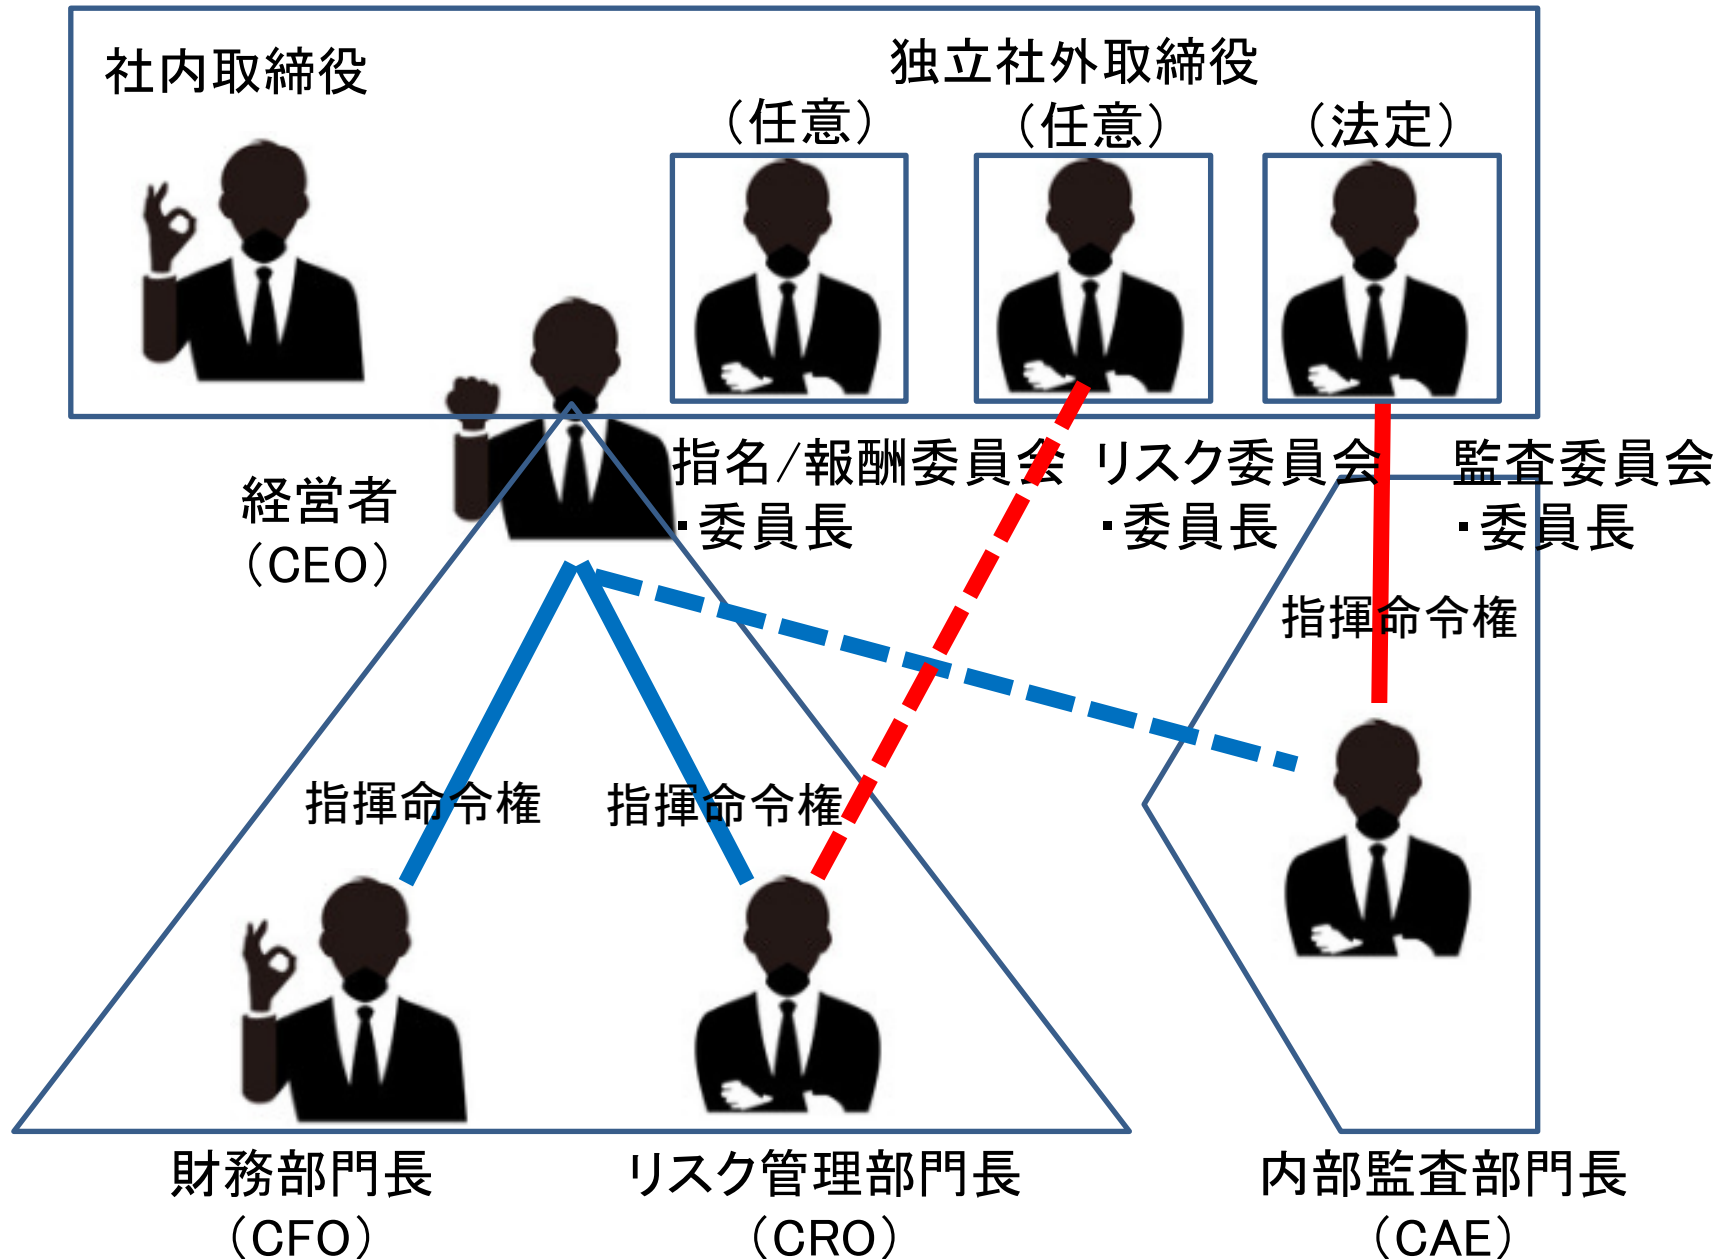 社内取締役
独立社外取締役
（任意）
（任意）
（法定）
経営者
（CEO）
指名/報酬委員会
・委員長
リスク委員会
・委員長
監査委員会
・委員長
指揮命令権
指揮命令権
指揮命令権
財務部門長
（CFO）
リスク管理部門長
（CRO）
内部監査部門長
（CAE）